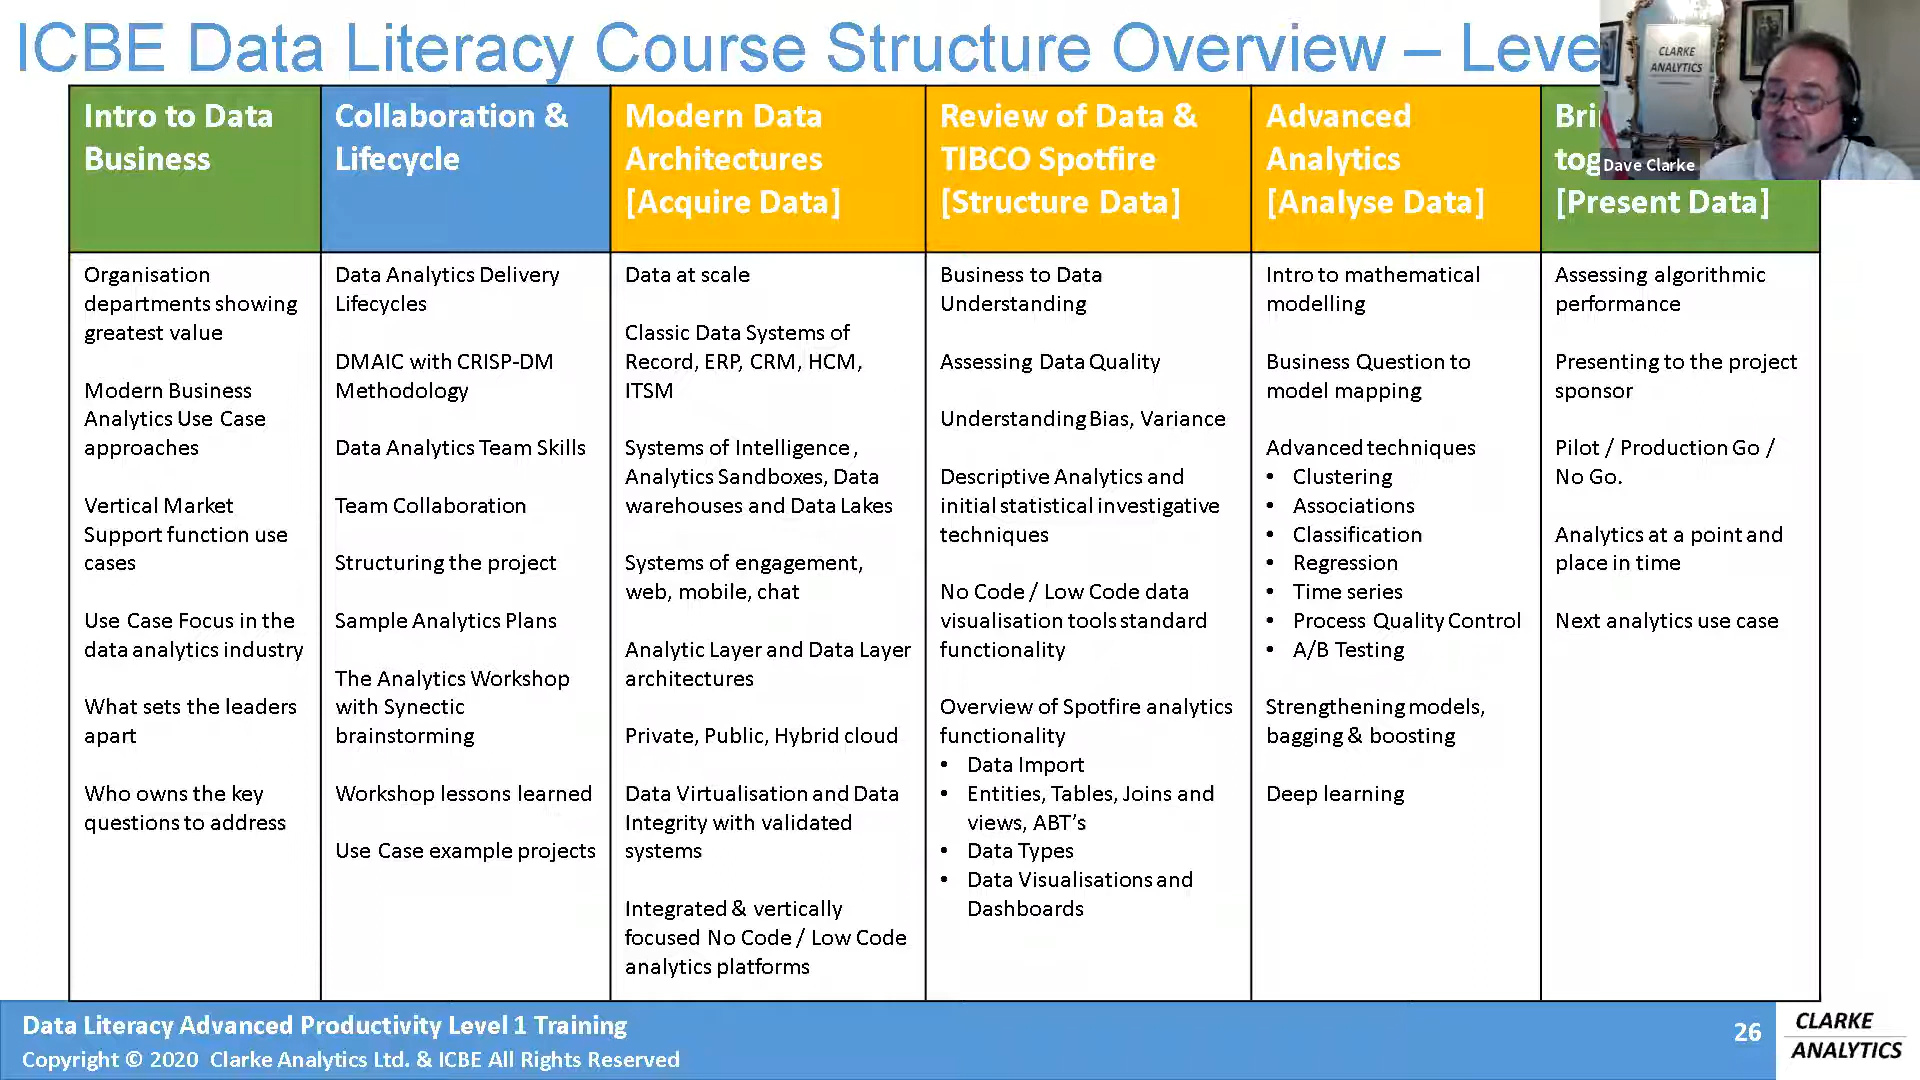 ICBE Data Literacy Course Structure Overview – Leve
CLARKE
ANALYTICS
Dave Clarke
Intro to Data
Business
Organisation
departments showing
greatest value
Modern Business
Analytics Use Case
approaches
Vertical Market
Support function use
cases
Use Case Focus in the
data analytics industry
What sets the leaders
apart
Who owns the key
questions to address
Collaboration &
Lifecycle
Data Analytics Delivery
Lifecycles
DMAIC with CRISP-DM
Methodology
Data Analytics Team Skills
Team Collaboration
Structuring the project
Sample Analytics Plans
The Analytics Workshop
with Synectic
brainstorming
Workshop lessons learned
Use Case example projects
Modern Data
Architectures
[Acquire Data]
Data at scale
Classic Data Systems of
Record, ERP, CRM, HCM,
ITSM
Systems of Intelligence,
Analytics Sandboxes, Data
warehouses and Data Lakes
Systems of engagement,
web, mobile, chat
Analytic Layer and Data Layer
architectures
Private, Public, Hybrid cloud
Data Virtualisation and Data
Integrity with validated
systems
Integrated & vertically
focused No Code / Low Code
analytics platforms
Review of Data &
TIBCO Spotfire
[Structure Data]
Business to Data
Understanding
Assessing Data Quality
Understanding Bias, Variance
Descriptive Analytics and
initial statistical investigative
techniques
No Code / Low Code data
visualisation tools standard
functionality
Overview of Spotfire analytics
functionality
• Data Import
• Entities, Tables, Joins and
views, ABT's
• Data Types
• Data Visualisations and
Dashboards
Advanced
Analytics
[Analyse Data]
Intro to mathematical
modelling
Business Question to
model mapping
Advanced techniques
• Clustering
• Associations
• Classification
• Regression
• Time series
• Process Quality Control
• A/B Testing
Strengthening models,
bagging & boosting
Deep learning
Bri
tog
[Present Data]
Assessing algorithmic
performance
Presenting to the project
sponsor
Pilot / Production Go /
No Go.
Analytics at a point and
place in time
Next analytics use case
Data Literacy Advanced Productivity Level 1 Training
Copyright © 2020 Clarke Analytics Ltd. & ICBE All Rights Reserved
26
CLARKE
ANALYTICS